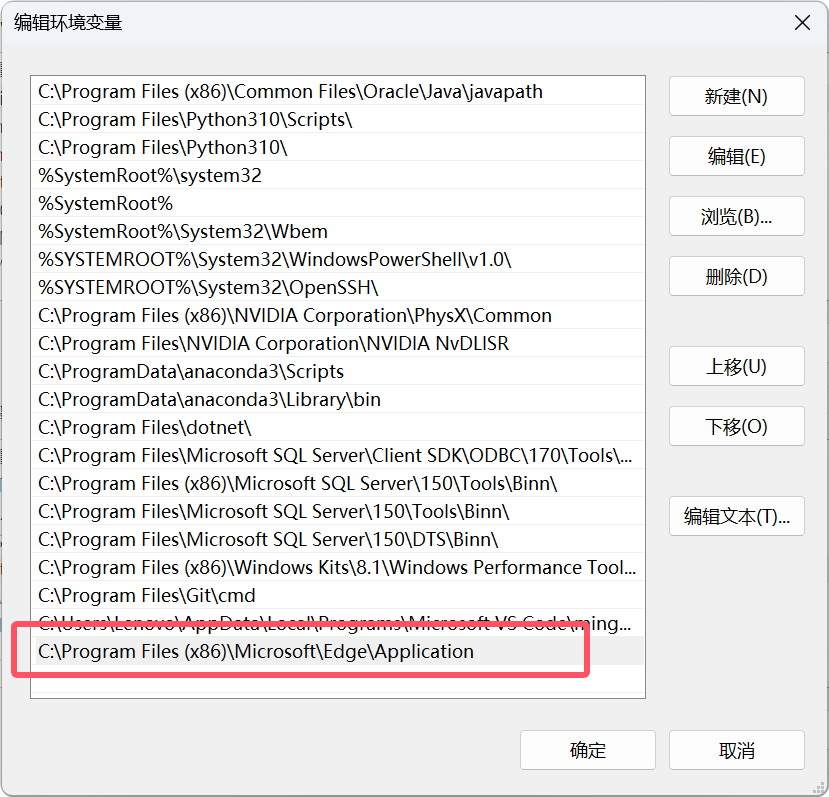 编辑环境变量
C:\Program Files (x86)\Common Files\Oracle\Java\javapath
C:\Program Files\Python310\Scripts\
C:\Program Files\Python310\
%SystemRoot%\system32
%SystemRoot%
%SystemRoot%\System32\Wbem
%SYSTEMROOT%\System32\WindowsPowerShell\v1.0\
%SYSTEMROOT%\System32\OpenSSH\
C:\Program Files (x86)\NVIDIA Corporation\PhysX\Common
C:\Program Files\NVIDIA Corporation\NVIDIA NvDLISR
C:\ProgramData\anaconda3\Scripts
C:\ProgramData\anaconda3\Library\bin
C:\Program Files\dotnet\
C:\Program Files\Microsoft SQL Server\Client SDK\ODBC\170\Tools\...
C:\Program Files (x86)\Microsoft SQL Server\150\Tools\Binn\
C:\Program Files\Microsoft SQL Server\150\Tools\Binn\
C:\Program Files\Microsoft SQL Server\150\DTS\Binn\
C:\Program Files (x86)\Windows Kits\8.1\Windows Performance Tool...
C:\Program Files\Git\cmd
C:\Users\Lenovo\AppData\Local\Programs\Microsoft VS Code\ming...
C:\Program Files (x86)\Microsoft\Edge\Application
新建(N)
编辑(E)
浏览(B)...
删除(D)
上移(U)
下移(O)
编辑文本(T)...
确定
取消